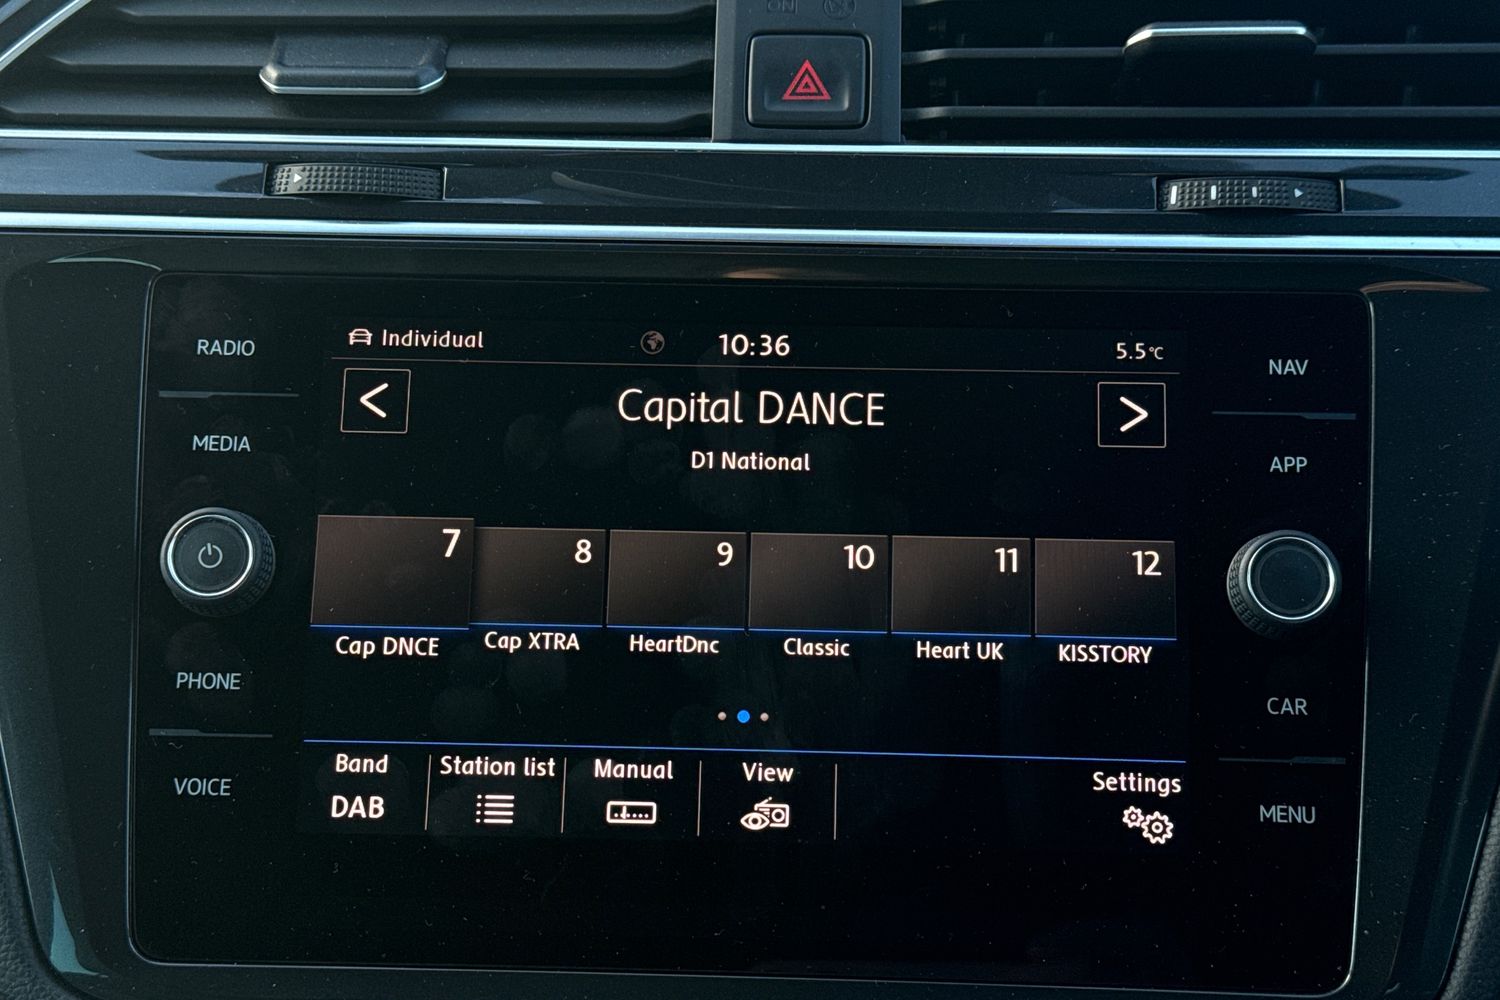 RADIO
MEDIA
PHONE
VOICE
Individual
10:36
5.5°C
<
Capital DANCE
>
D1 National
7
8
9
10
11
12
Cap DNCE
Cap XTRA
HeartDnc
Classic
Heart UK
KISSTORY
Band
DAB
Station list
Manual
View
Settings
NAV
APP
CAR
MENU